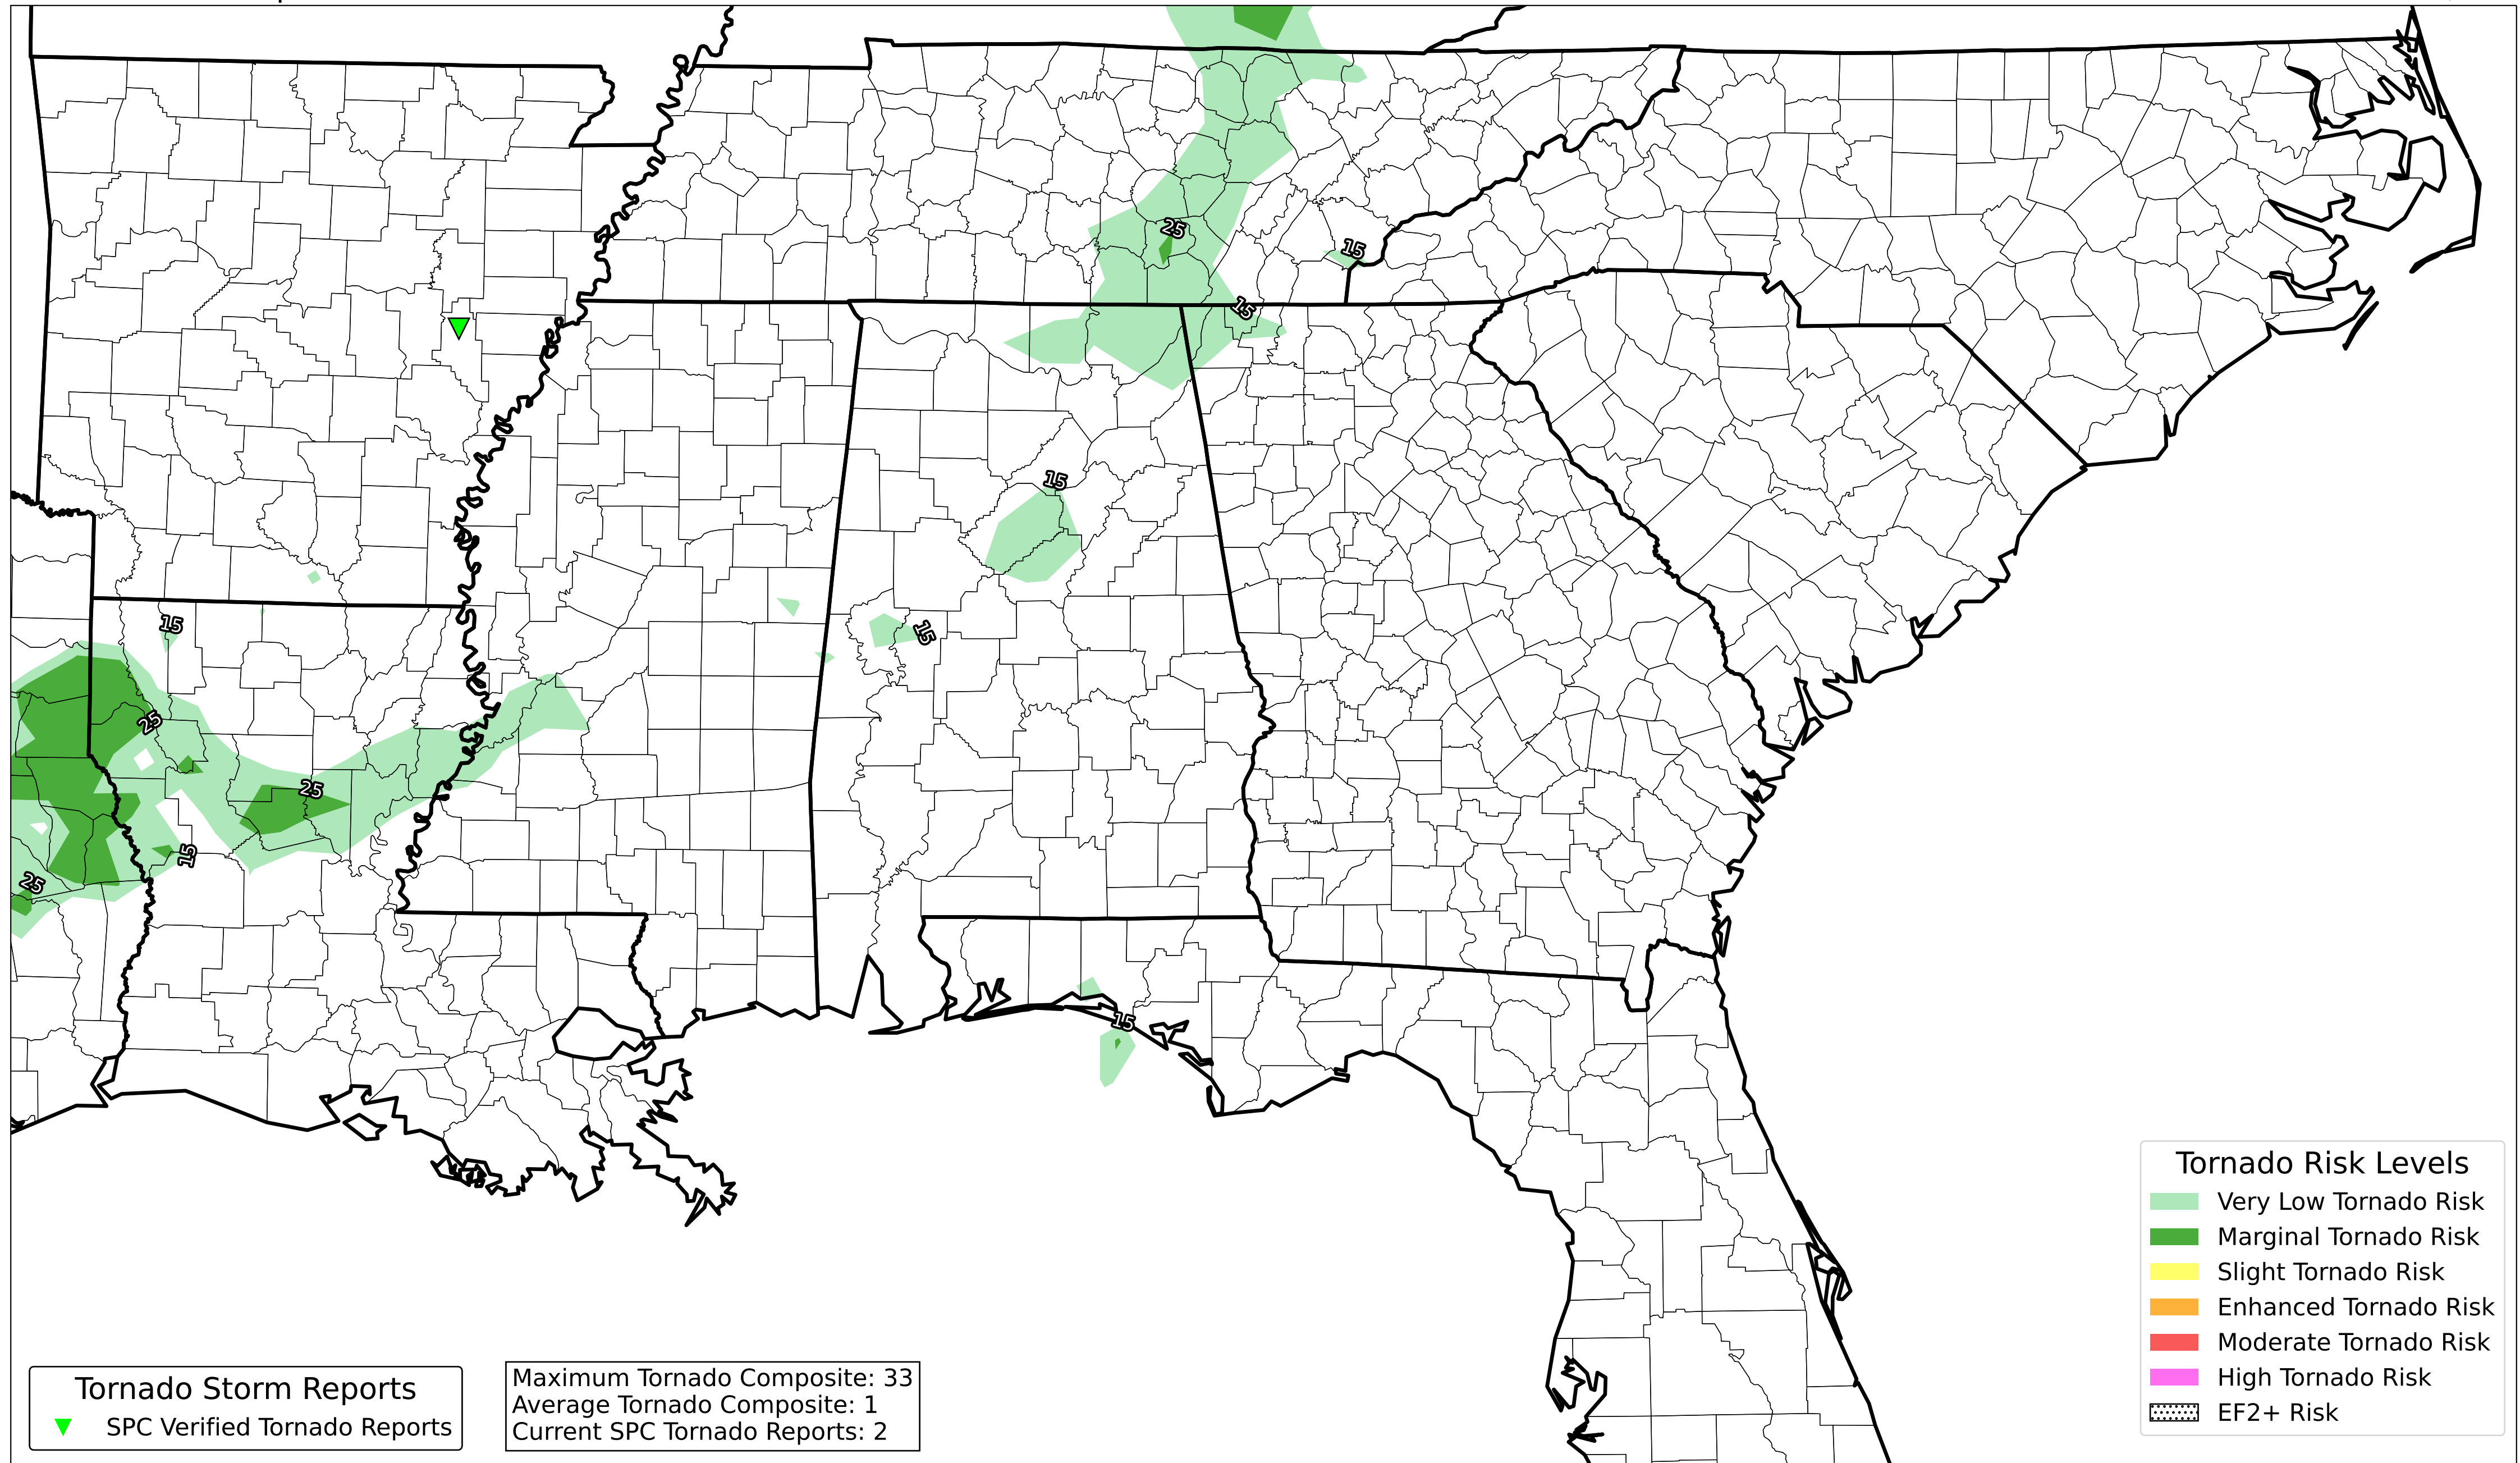 25
15
15
15
15
15
25
25
15
25
15
Tornado Risk Levels
Very Low Tornado Risk
Marginal Tornado Risk
Slight Tornado Risk
Enhanced Tornado Risk
Moderate Tornado Risk
High Tornado Risk
EF2+ Risk
Tornado Storm Reports
SPC Verified Tornado Reports
Maximum Tornado Composite: 33
Average Tornado Composite: 1
Current SPC Tornado Reports: 2